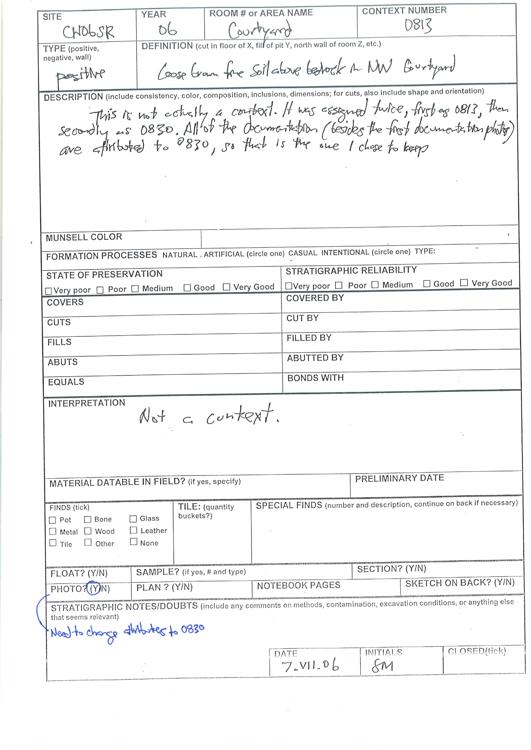 SITE YEAR ROOM # or AREA NAME CONTEXT NUMBER
CH06SR 06 Courtyard 0813
TYPE (positive, negative, wall) DEFINITION (cut in floor of X, fill of pit Y, north wall of room Z, etc.)
positive Loose Gram fine Soil above bedrock in NW Courtyard
DESCRIPTION (include consistency, color, composition, inclusions, dimensions; for cuts, also include shape and orientation)
This is not actually a context. It was assigned twice, first as 0813, then
secondly as 0830. All of the documentation (besides the first documentation photos)
are attributed to 0830, so that is the one I chose to keep
MUNSELL COLOR
FORMATION PROCESSES NATURAL . ARTIFICIAL (circle one) CASUAL INTENTIONAL (circle one) TYPE:
STATE OF PRESERVATION STRATIGRAPHIC RELIABILITY
☐ Very poor ☐ Poor ☐ Medium ☐ Good ☐ Very Good ☐ Very poor ☐ Poor ☐ Medium ☐ Good ☐ Very Good
COVERS COVERED BY
CUTS CUT BY
FILLS FILLED BY
ABUTS ABUTTED BY
EQUALS BONDS WITH
INTERPRETATION
Not a context.
MATERIAL DATABLE IN FIELD? (if yes, specify) PRELIMINARY DATE
FINDS (tick) TILE: (quantity buckets?) SPECIAL FINDS (number and description, continue on back if necessary)
☐ Pot ☐ Bone ☐ Glass
☐ Metal ☐ Wood ☐ Leather
☐ Tile ☐ Other ☐ None
FLOAT? (Y/N) SAMPLE? (if yes, # and type) SECTION? (Y/N)
PHOTO? (Y/N) PLAN ? (Y/N) NOTEBOOK PAGES SKETCH ON BACK? (Y/N)
STRATIGRAPHIC NOTES/DOUBTS (include any comments on methods, contamination, excavation conditions, or anything else
that seems relevant)
Need to change attributes to 0830
DATE INITIALS CLOSED(tick)
7.VII.06 SM